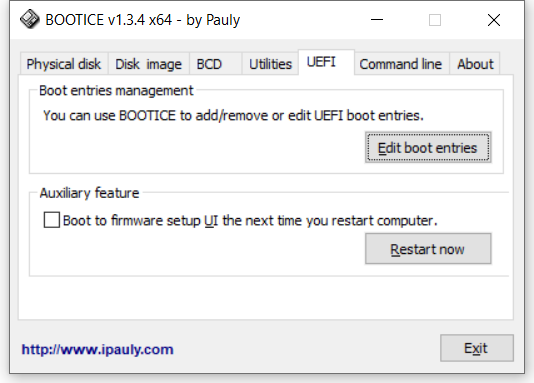 BOOTICE v1.3.4 x64 - by Pauly
Physical disk Disk image BCD Utilities UEFI Command line About
Boot entries management
You can use BOOTICE to add/remove or edit UEFI boot entries.
Edit boot entries
Auxiliary feature
Boot to firmware setup UI the next time you restart computer.
Restart now
http://www.ipauly.com
Exit